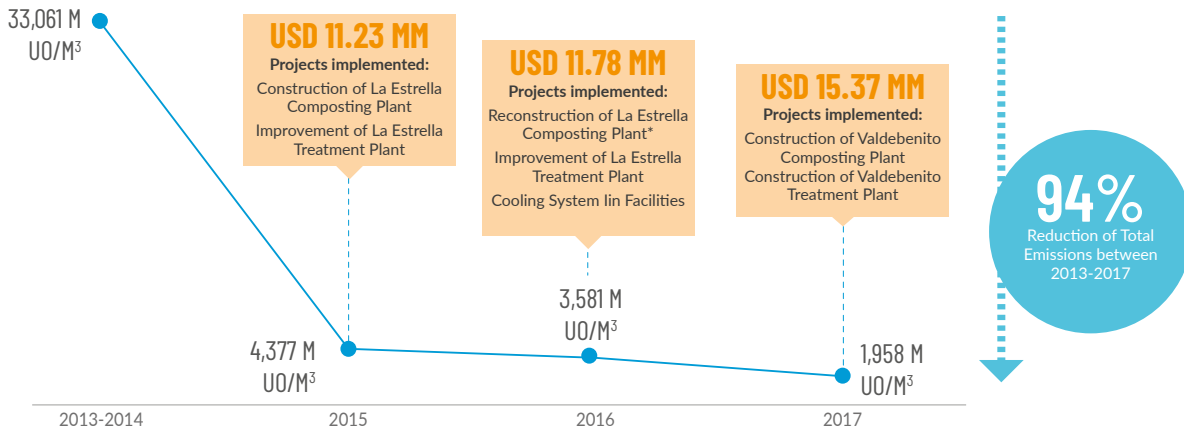 33,061 M
UO/M³
USD 11.23 MM
Projects implemented:
Construction of La Estrella
Composting Plant
Improvement of La Estrella
Treatment Plant
USD 11.78 MM
Projects implemented:
Reconstruction of La Estrella
Composting Plant*
Improvement of La Estrella
Treatment Plant
Cooling System Iin Facilities
USD 15.37 MM
Projects implemented:
Construction of Valdebenito
Composting Plant
Construction of Valdebenito
Treatment Plant
94%
Reduction of Total
Emissions between
2013-2017
4,377 M
UO/M³
3,581 M
UO/M³
1,958 M
UO/M³
2013-2014
2015
2016
2017